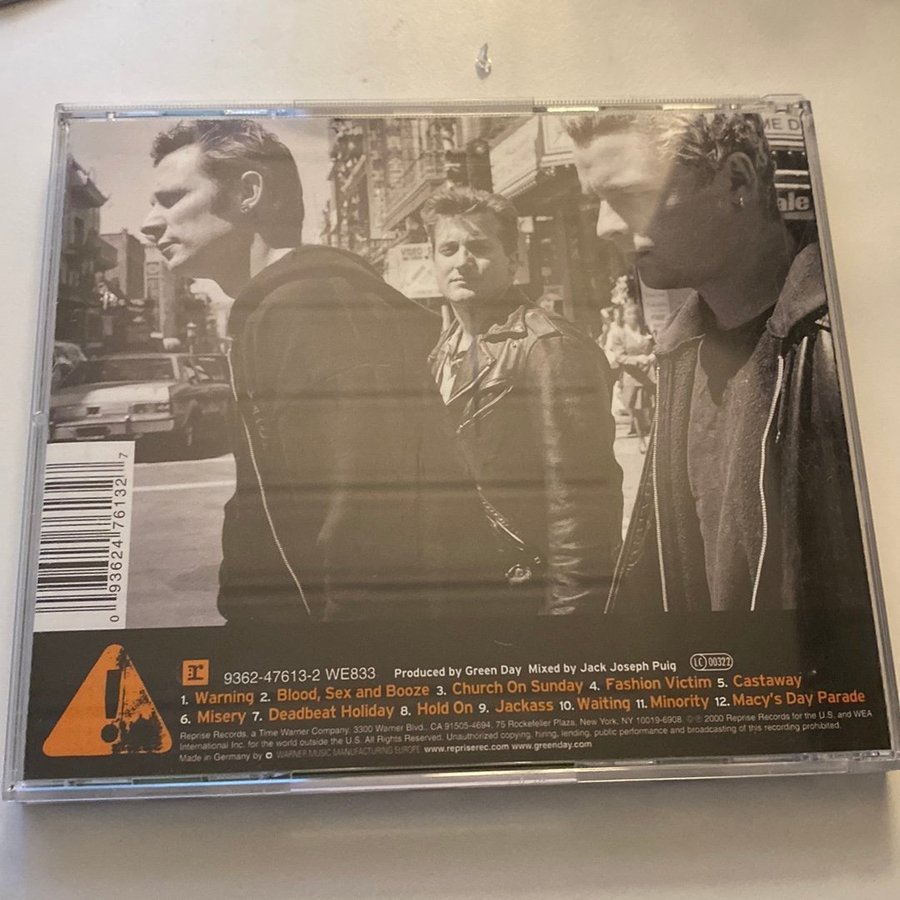 ME D
ale
0 93624 76132 7
r
9362-47613-2 WE833 Produced by Green Day Mixed by Jack Joseph Puig LC 00322
1. Warning 2. Blood, Sex and Booze 3. Church On Sunday 4. Fashion Victim 5. Castaway
6. Misery 7. Deadbeat Holiday 8. Hold On 9. Jackass 10. Waiting 11. Minority 12. Macy's Day Parade
Reprise Records, a Time Warner Company. 3300 Warner Blvd., CA 91505-4694, 75 Rockefeller Plaza, New York, NY 10019-6908 ℗ © 2000 Reprise Records for the U.S. and WEA
International Inc. for the world outside the U.S. All Rights Reserved. Unauthorized copying, hiring, lending, public performance and broadcasting of this recording prohibited.
Made in Germany by WARNER MUSIC MANUFACTURING EUROPE www.repriserec.com www.greenday.com